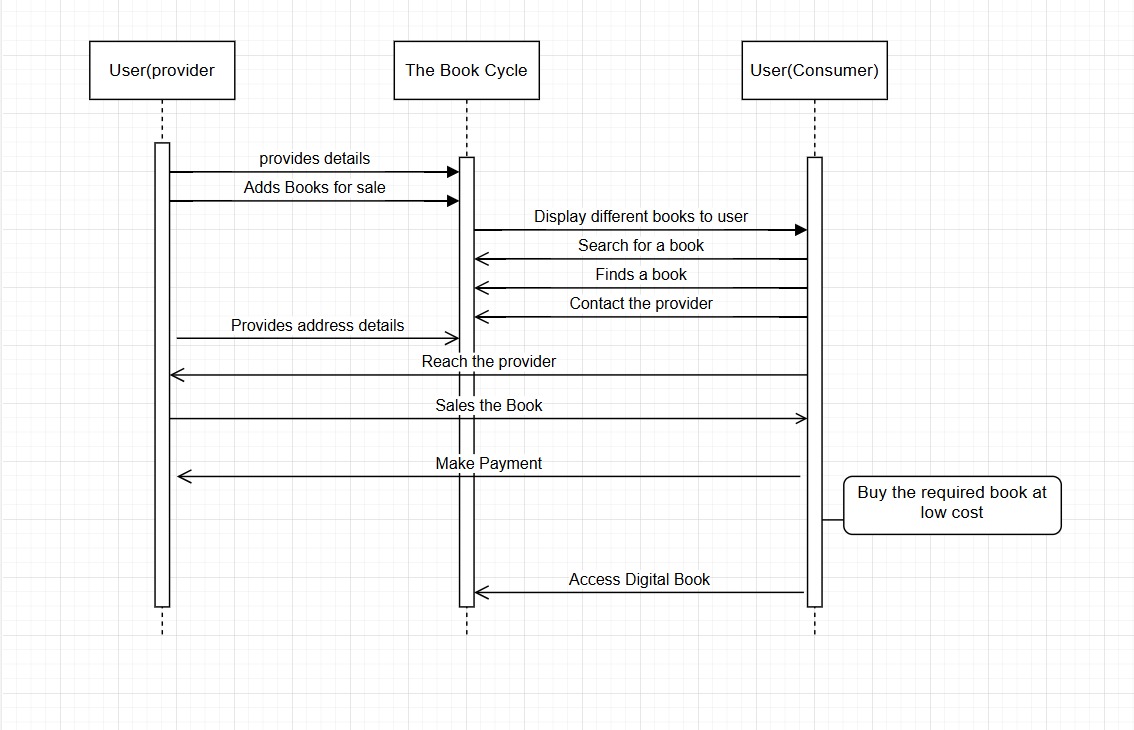 User(provider
The Book Cycle
User(Consumer)
provides details
Adds Books for sale
Display different books to user
Search for a book
Finds a book
Contact the provider
Provides address details
Reach the provider
Sales the Book
Make Payment
Buy the required book at
low cost
Access Digital Book